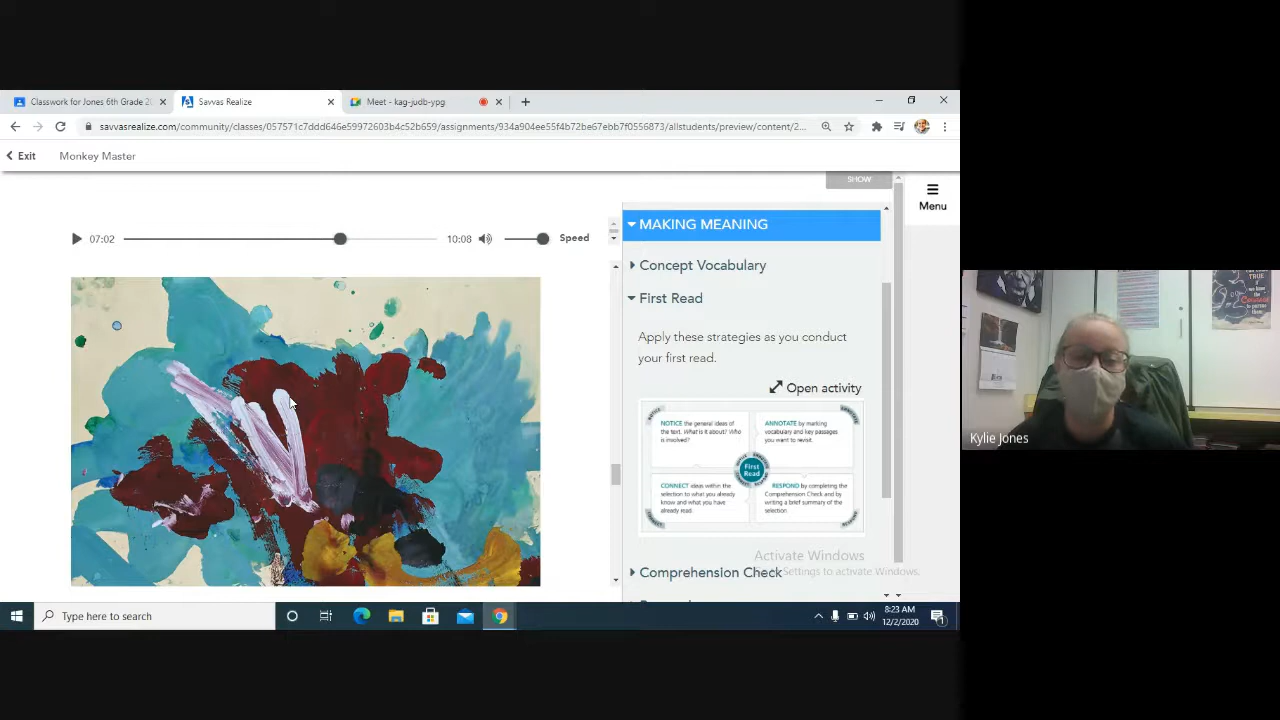 Classwork for Jones 6th Grade 2
Savvas Realize
Meet - kag-judb-ypg
savvasrealize.com/community/classes/057571c7ddd646e59972603b4c52b659/assignments/934a904ee55f4b72be67ebb7f0556873/allstudents/preview/content/2...
Exit
Monkey Master
SHOW
Menu
07:02
10:08
Speed
MAKING MEANING
Concept Vocabulary
First Read
Apply these strategies as you conduct
your first read.
Open activity
NOTICE the general ideas of
the text. What is it about? Who
is involved?
ANNOTATE by marking
vocabulary and key passages
you want to revisit.
First
Read
CONNECT ideas within the
selection to what you already
know and what you have
already read.
RESPOND by completing the
Comprehension Check and by
writing a brief summary of the
selection.
Activate Windows
Settings to activate Windows.
Comprehension Check
Type here to search
8:23 AM
12/2/2020
1
Kylie Jones